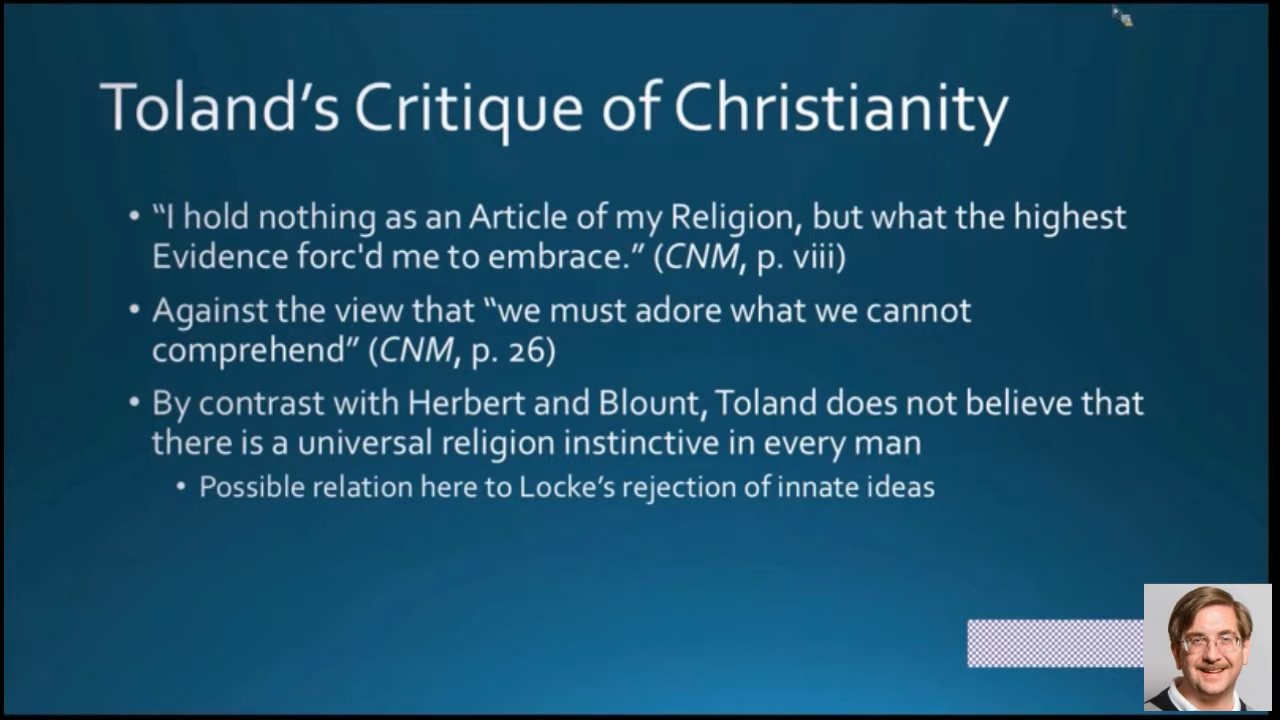 Toland’s Critique of Christianity
• “I hold nothing as an Article of my Religion, but what the highest
Evidence forc'd me to embrace.” (CNM, p. viii)
• Against the view that “we must adore what we cannot
comprehend” (CNM, p. 26)
• By contrast with Herbert and Blount, Toland does not believe that
there is a universal religion instinctive in every man
• Possible relation here to Locke’s rejection of innate ideas